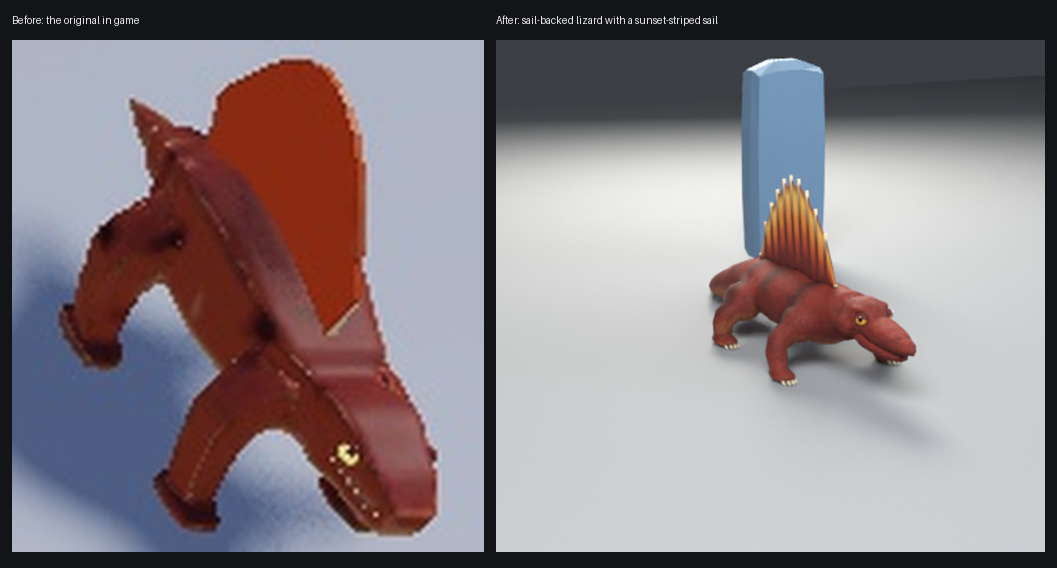 Before: the original in game
After: sail-backed lizard with a sunset-striped sail